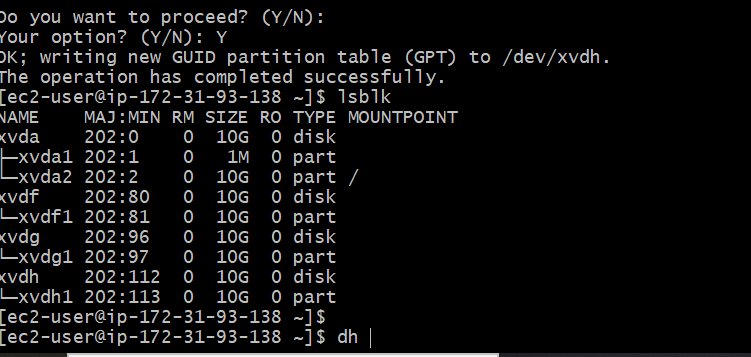 Do you want to proceed? (Y/N):
Your option? (Y/N): Y
OK; writing new GUID partition table (GPT) to /dev/xvdh.
The operation has completed successfully.
[ec2-user@ip-172-31-93-138 ~]$ lsblk
NAME    MAJ:MIN RM SIZE RO TYPE MOUNTPOINT
xvda    202:0    0  10G  0 disk
├─xvda1 202:1    0   1M  0 part
└─xvda2 202:2    0  10G  0 part /
xvdf    202:80   0  10G  0 disk
└─xvdf1 202:81   0  10G  0 part
xvdg    202:96   0  10G  0 disk
└─xvdg1 202:97   0  10G  0 part
xvdh    202:112  0  10G  0 disk
└─xvdh1 202:113  0  10G  0 part
[ec2-user@ip-172-31-93-138 ~]$
[ec2-user@ip-172-31-93-138 ~]$ dh